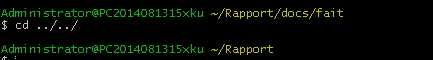 Administrator@PC2014081315xku ~/Rapport/docs/fait
$ cd ../../
Administrator@PC2014081315xku ~/Rapport
$